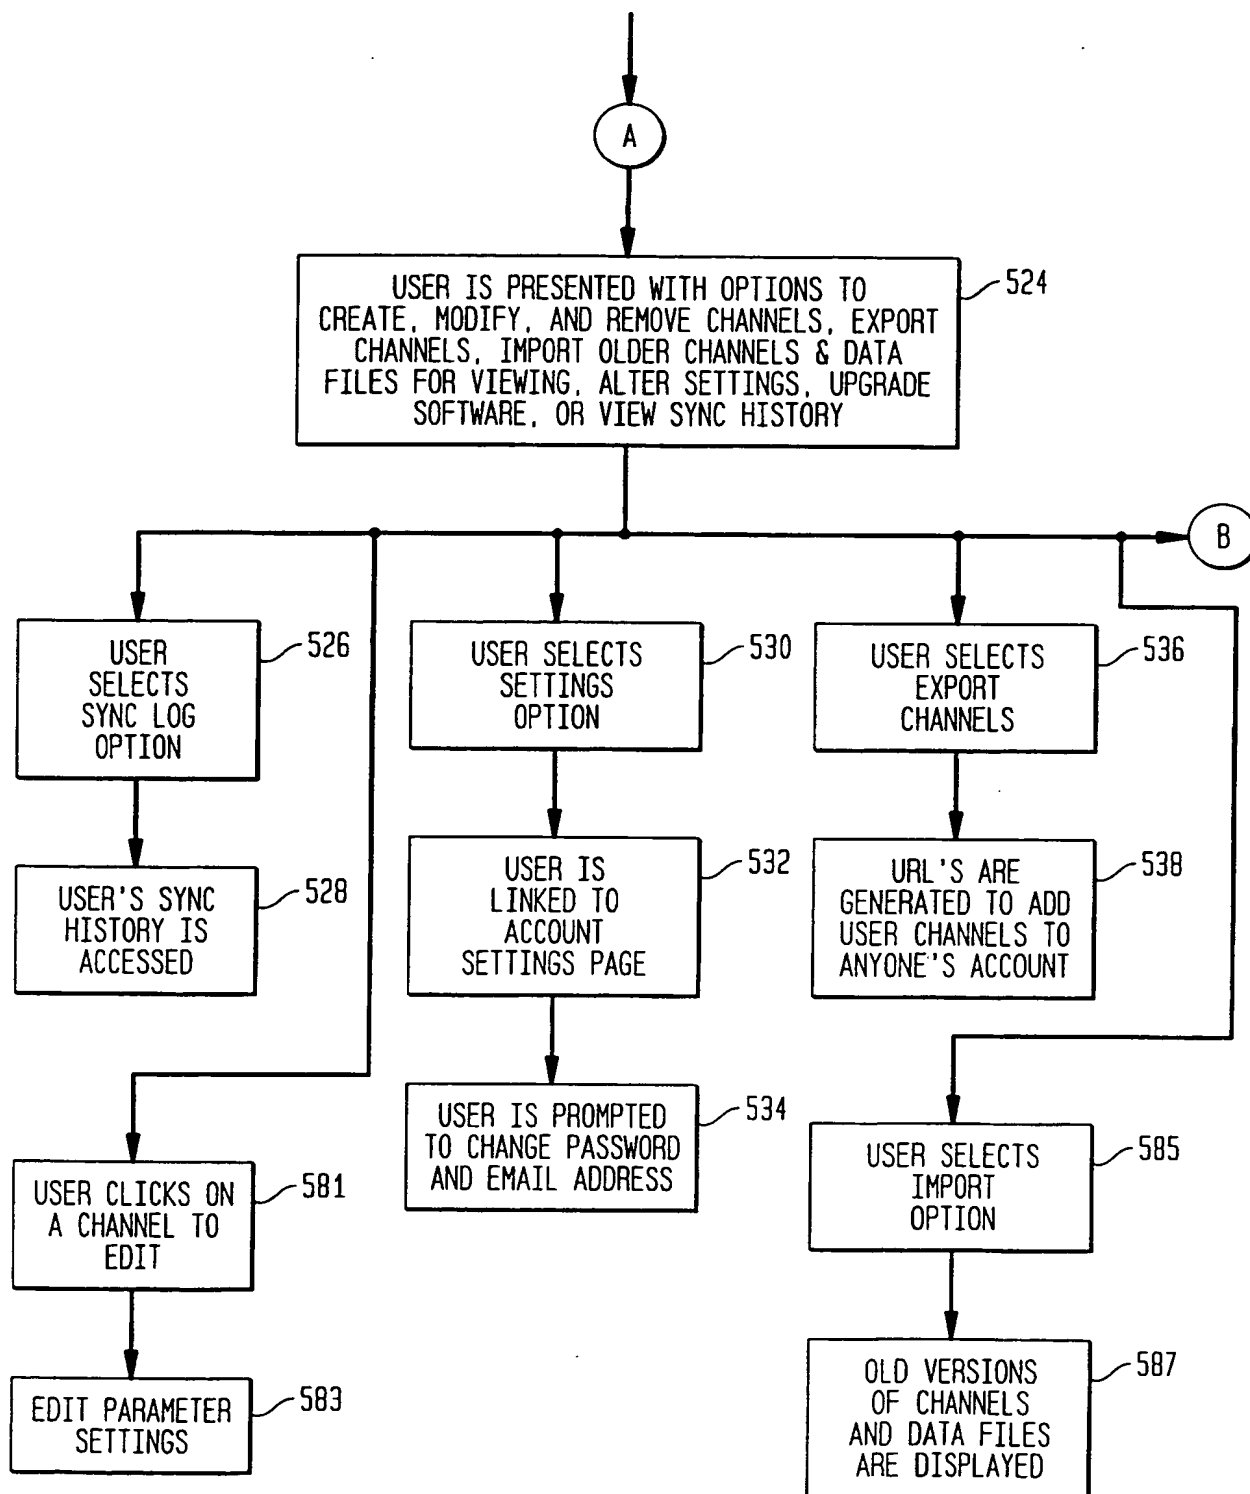 A
USER IS PRESENTED WITH OPTIONS TO
CREATE, MODIFY, AND REMOVE CHANNELS, EXPORT
CHANNELS, IMPORT OLDER CHANNELS & DATA
FILES FOR VIEWING, ALTER SETTINGS, UPGRADE
SOFTWARE, OR VIEW SYNC HISTORY
524
B
USER
SELECTS
SYNC LOG
OPTION
526
USER SELECTS
SETTINGS
OPTION
530
USER SELECTS
EXPORT
CHANNELS
536
USER'S SYNC
HISTORY IS
ACCESSED
528
USER IS
LINKED TO
ACCOUNT
SETTINGS PAGE
532
URL'S ARE
GENERATED TO ADD
USER CHANNELS TO
ANYONE'S ACCOUNT
538
USER CLICKS ON
A CHANNEL TO
EDIT
581
USER IS PROMPTED
TO CHANGE PASSWORD
AND EMAIL ADDRESS
534
USER SELECTS
IMPORT
OPTION
585
EDIT PARAMETER
SETTINGS
583
OLD VERSIONS
OF CHANNELS
AND DATA FILES
ARE DISPLAYED
587